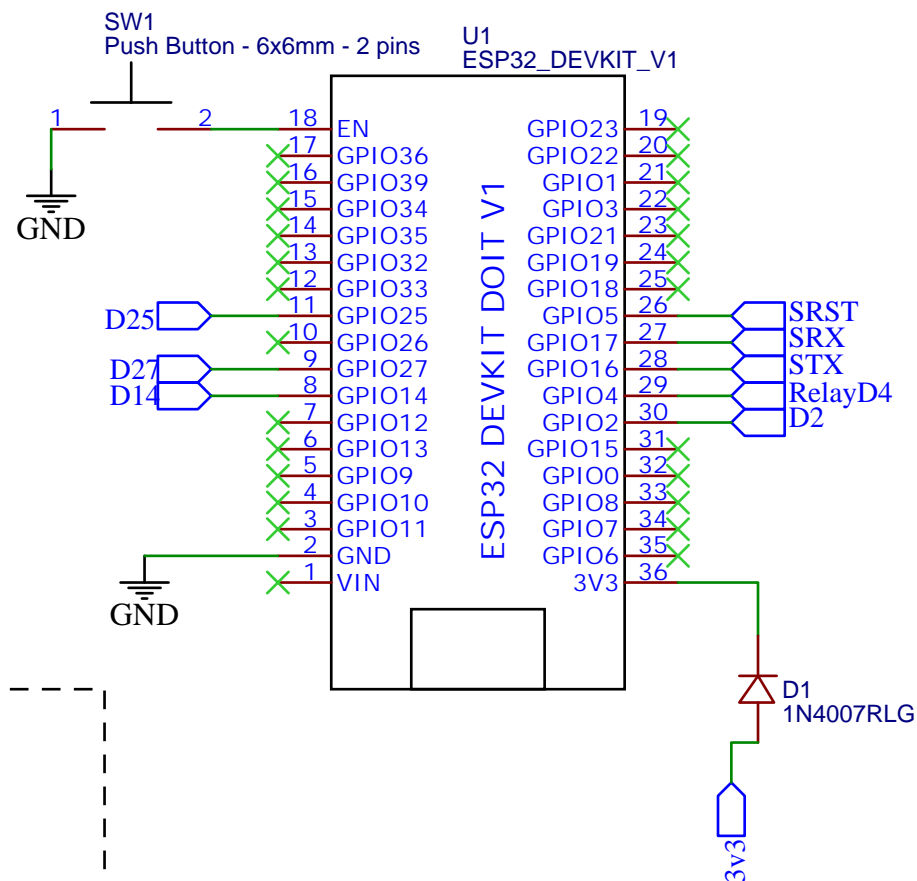 SW1
Push Button - 6x6mm - 2 pins
U1
ESP32_DEVKIT_V1
1
2
18
EN
GPIO23
19
17
GPIO36
GPIO22
20
16
GPIO39
GPIO1
21
15
GPIO34
GPIO3
22
14
GPIO35
GPIO21
23
13
GPIO32
GPIO19
24
12
GPIO33
GPIO18
25
D25
11
GPIO25
GPIO5
26
SRST
10
GPIO26
GPIO17
27
SRX
D27
9
GPIO27
GPIO16
28
STX
D14
8
GPIO14
GPIO4
29
RelayD4
7
GPIO12
GPIO2
30
D2
6
GPIO13
GPIO15
31
5
GPIO9
GPIO0
32
4
GPIO10
GPIO8
33
3
GPIO11
GPIO7
34
2
GND
GPIO6
35
1
VIN
3V3
36
ESP32 DEVKIT DOIT V1
GND
GND
D1
1N4007RLG
3v3